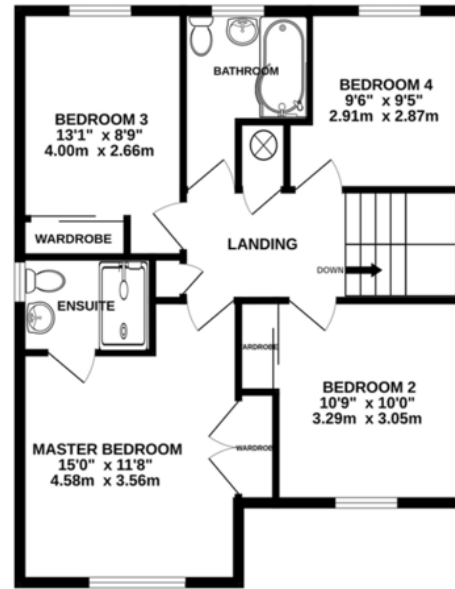 BATHROOM
BEDROOM 4
9'6" x 9'5"
2.91m x 2.87m
BEDROOM 3
13'1" x 8'9"
4.00m x 2.66m
WARDROBE
LANDING
DOWN
ENSUITE
ARDROBE
BEDROOM 2
10'9" x 10'0"
3.29m x 3.05m
MASTER BEDROOM
15'0" x 11'8"
4.58m x 3.56m
WARDROBE